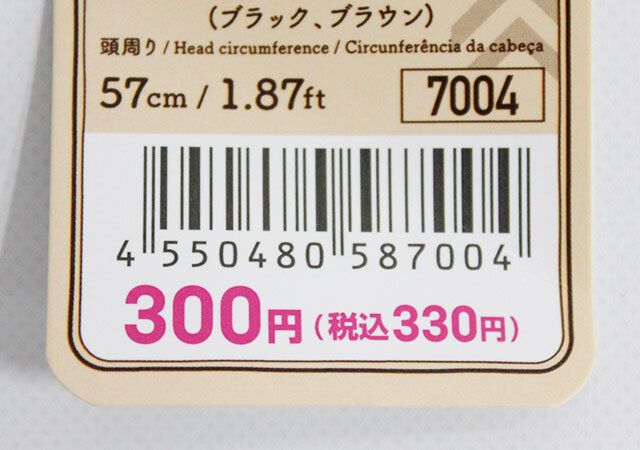 （ブラック、ブラウン）
頭周り / Head circumference / Circunferência da cabeça
57cm / 1.87ft
7004
4 550480 587004
300円（税込330円）